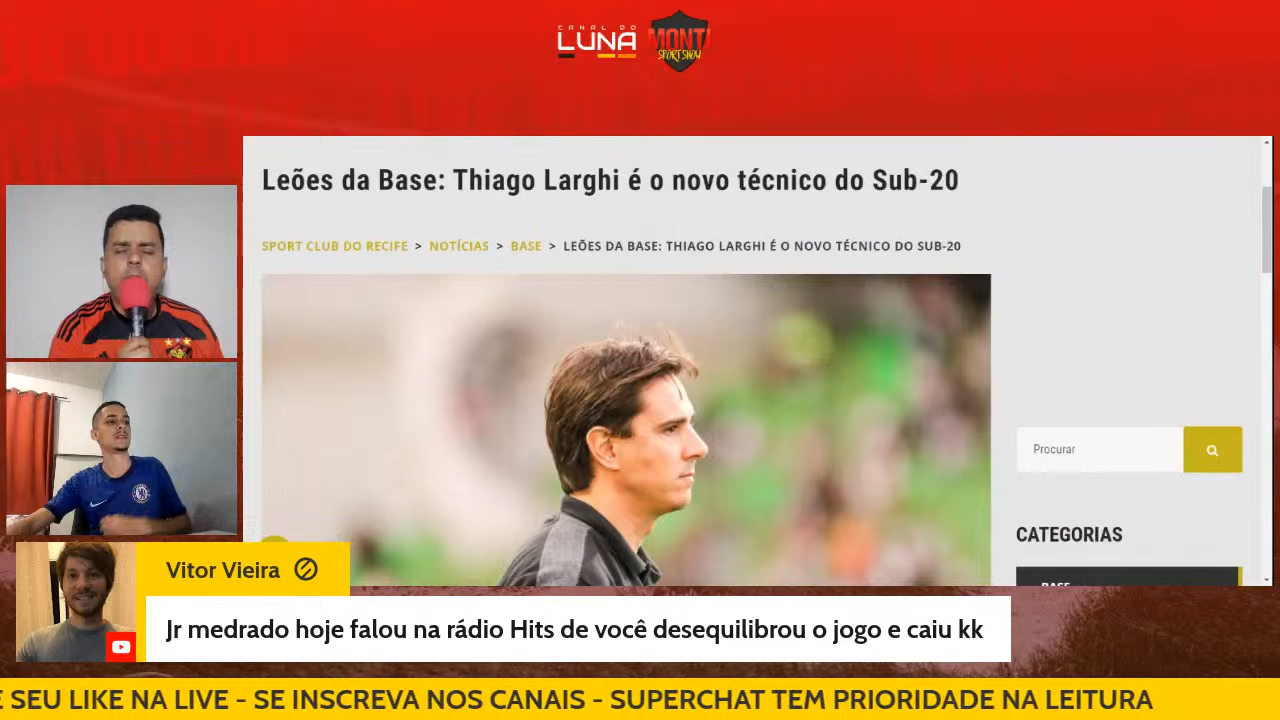 CANAL DO
LUNA
MONT
SPORT SHOW
Leões da Base: Thiago Larghi é o novo técnico do Sub-20
SPORT CLUB DO RECIFE > NOTÍCIAS > BASE > LEÕES DA BASE: THIAGO LARGHI É O NOVO TÉCNICO DO SUB-20
Procurar
CATEGORIAS
BASE
Vitor Vieira
Jr medrado hoje falou na rádio Hits de você desequilibrou o jogo e caiu kk
E SEU LIKE NA LIVE - SE INSCREVA NOS CANAIS - SUPERCHAT TEM PRIORIDADE NA LEITURA